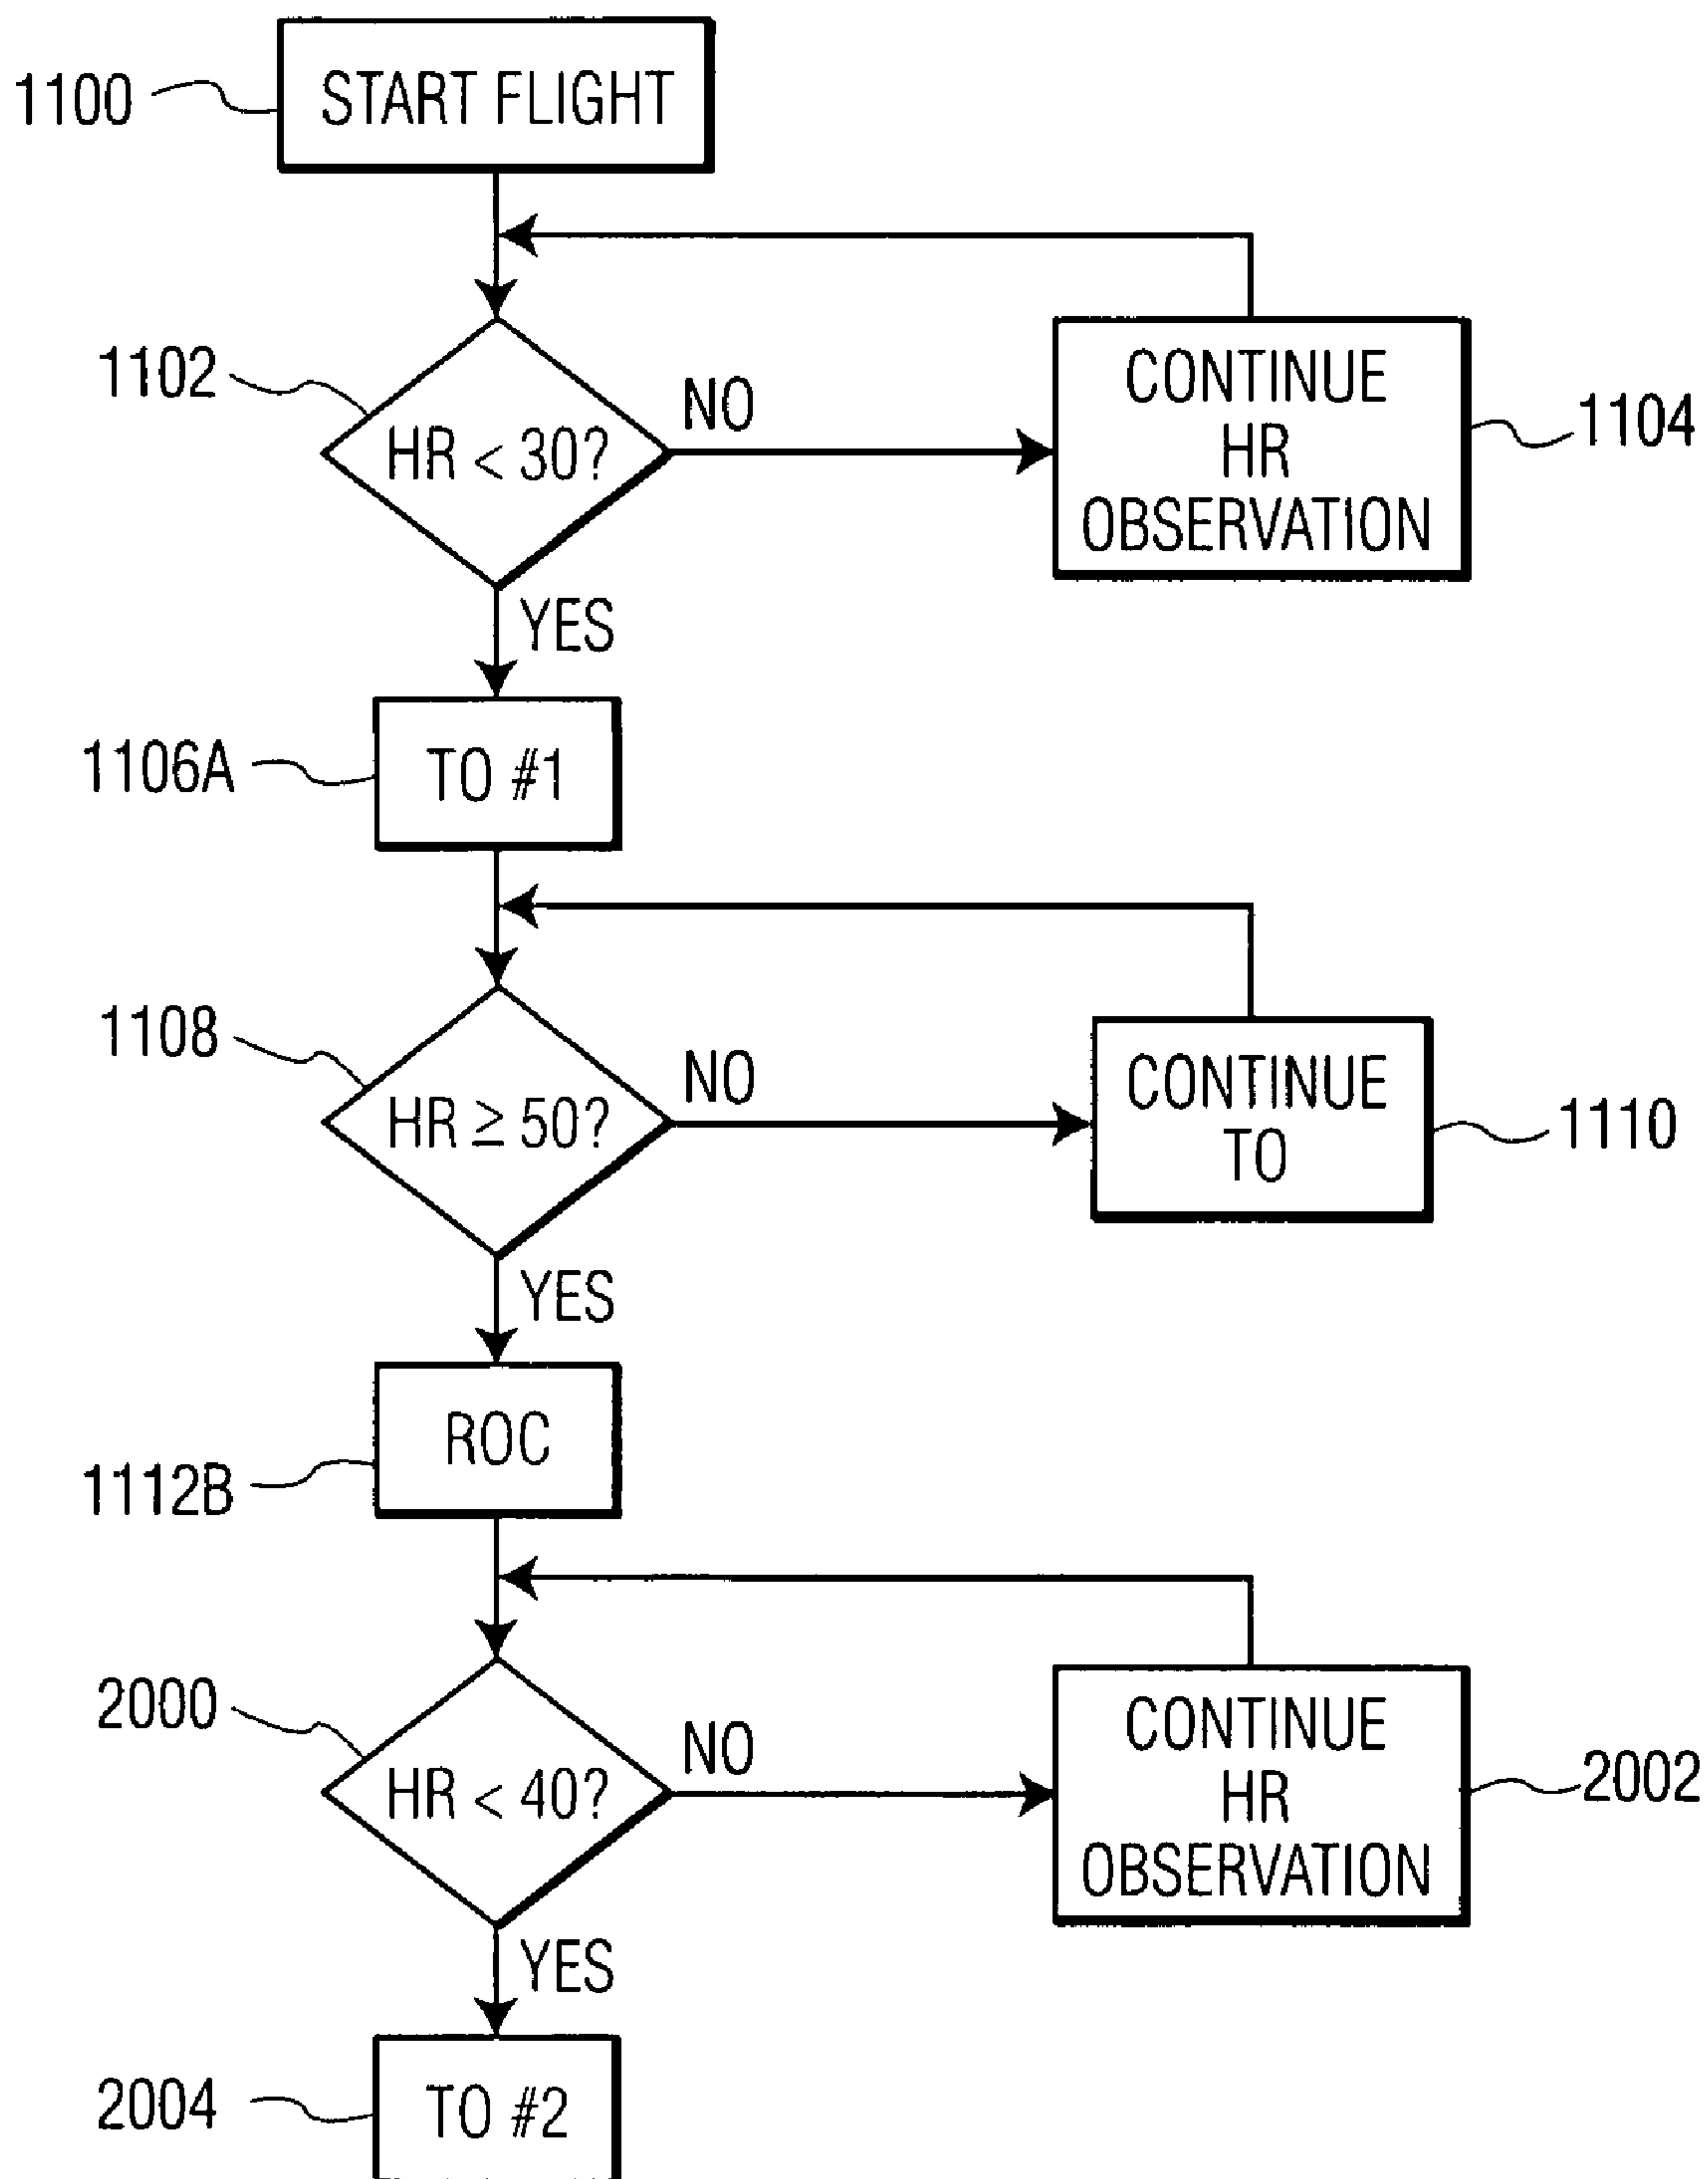 1100
START FLIGHT
1102
HR < 30?
NO
CONTINUE
HR
OBSERVATION
1104
YES
1106A
TO #1
1108
HR ≥ 50?
NO
CONTINUE
TO
1110
YES
ROC
1112B
2000
HR < 40?
NO
CONTINUE
HR
OBSERVATION
2002
YES
2004
TO #2